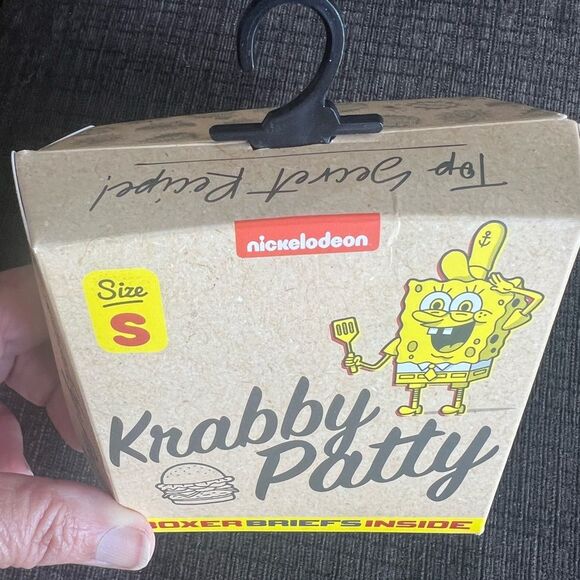 Top Secret Recipe!
nickelodeon
Size
S
Krabby
Patty
BOXER BRIEFS INSIDE